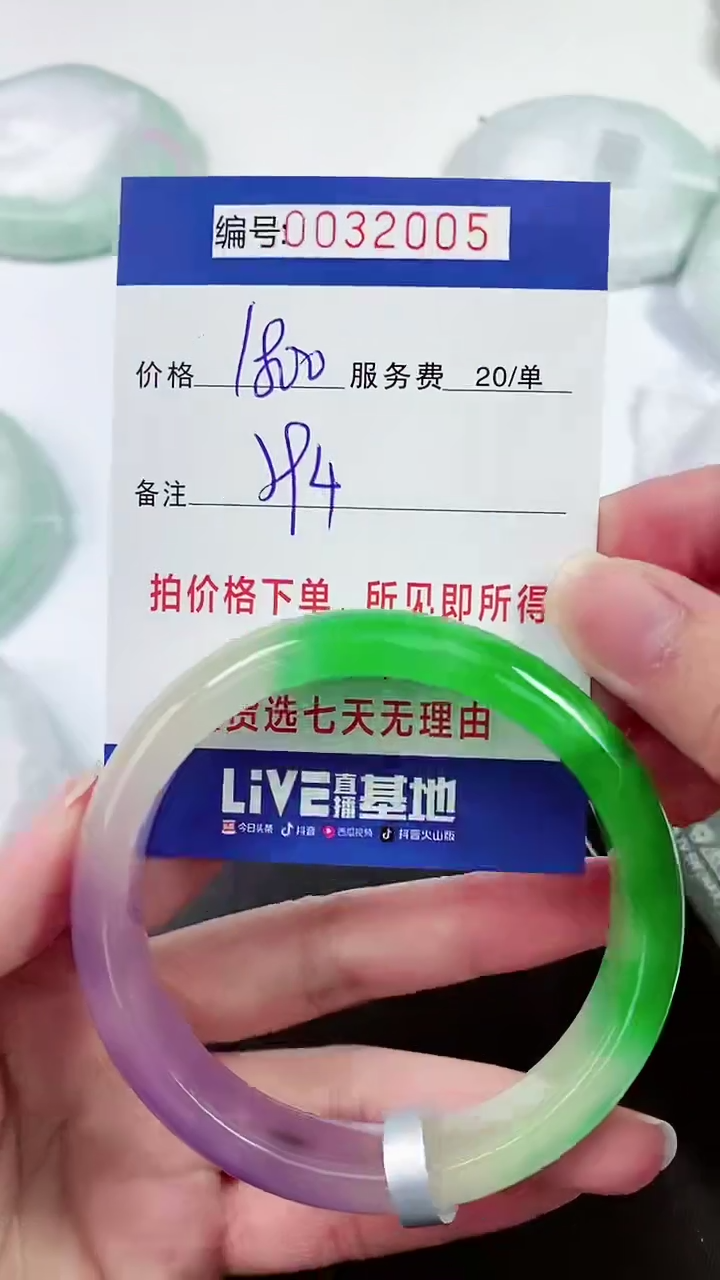 编号:0032005
价格 1800 服务费 20/单
备注
拍价格下单，所见即所得
货选七天无理由
LiVE直播基地
今日头条 抖音 西瓜视频 抖音火山版